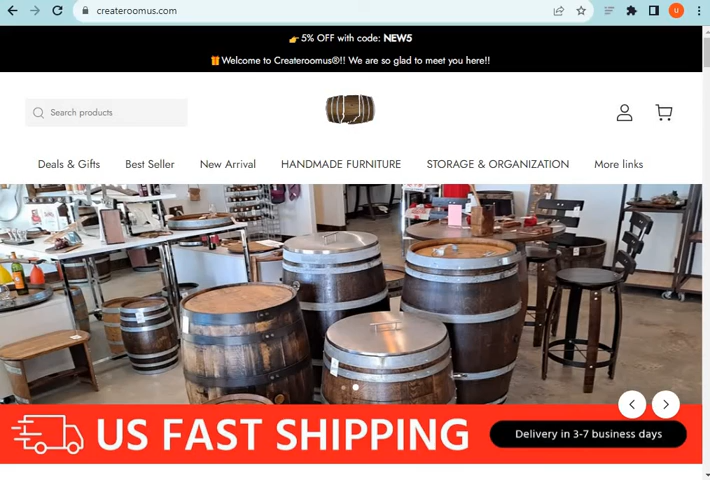 createroomus.com
U
👉 5% OFF with code: NEW5
🎁Welcome to Createroomus®!! We are so glad to meet you here!!
Search products
Deals & Gifts Best Seller New Arrival HANDMADE FURNITURE STORAGE & ORGANIZATION More links
US FAST SHIPPING
Delivery in 3-7 business days